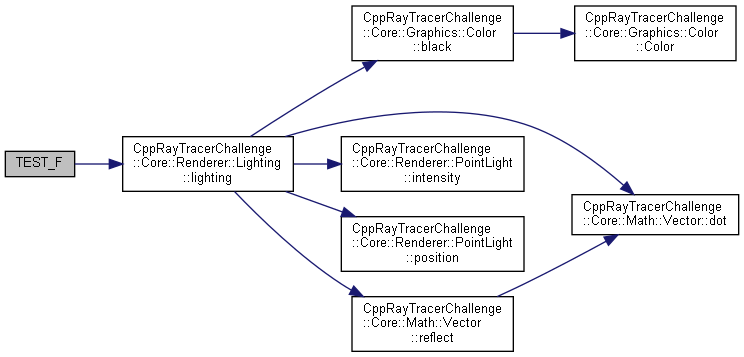 TEST_F
CppRayTracerChallenge
::Core::Renderer::Lighting
::lighting
CppRayTracerChallenge
::Core::Graphics::Color
::black
CppRayTracerChallenge
::Core::Graphics::Color
::Color
CppRayTracerChallenge
::Core::Renderer::PointLight
::intensity
CppRayTracerChallenge
::Core::Renderer::PointLight
::position
CppRayTracerChallenge
::Core::Math::Vector
::reflect
CppRayTracerChallenge
::Core::Math::Vector::dot